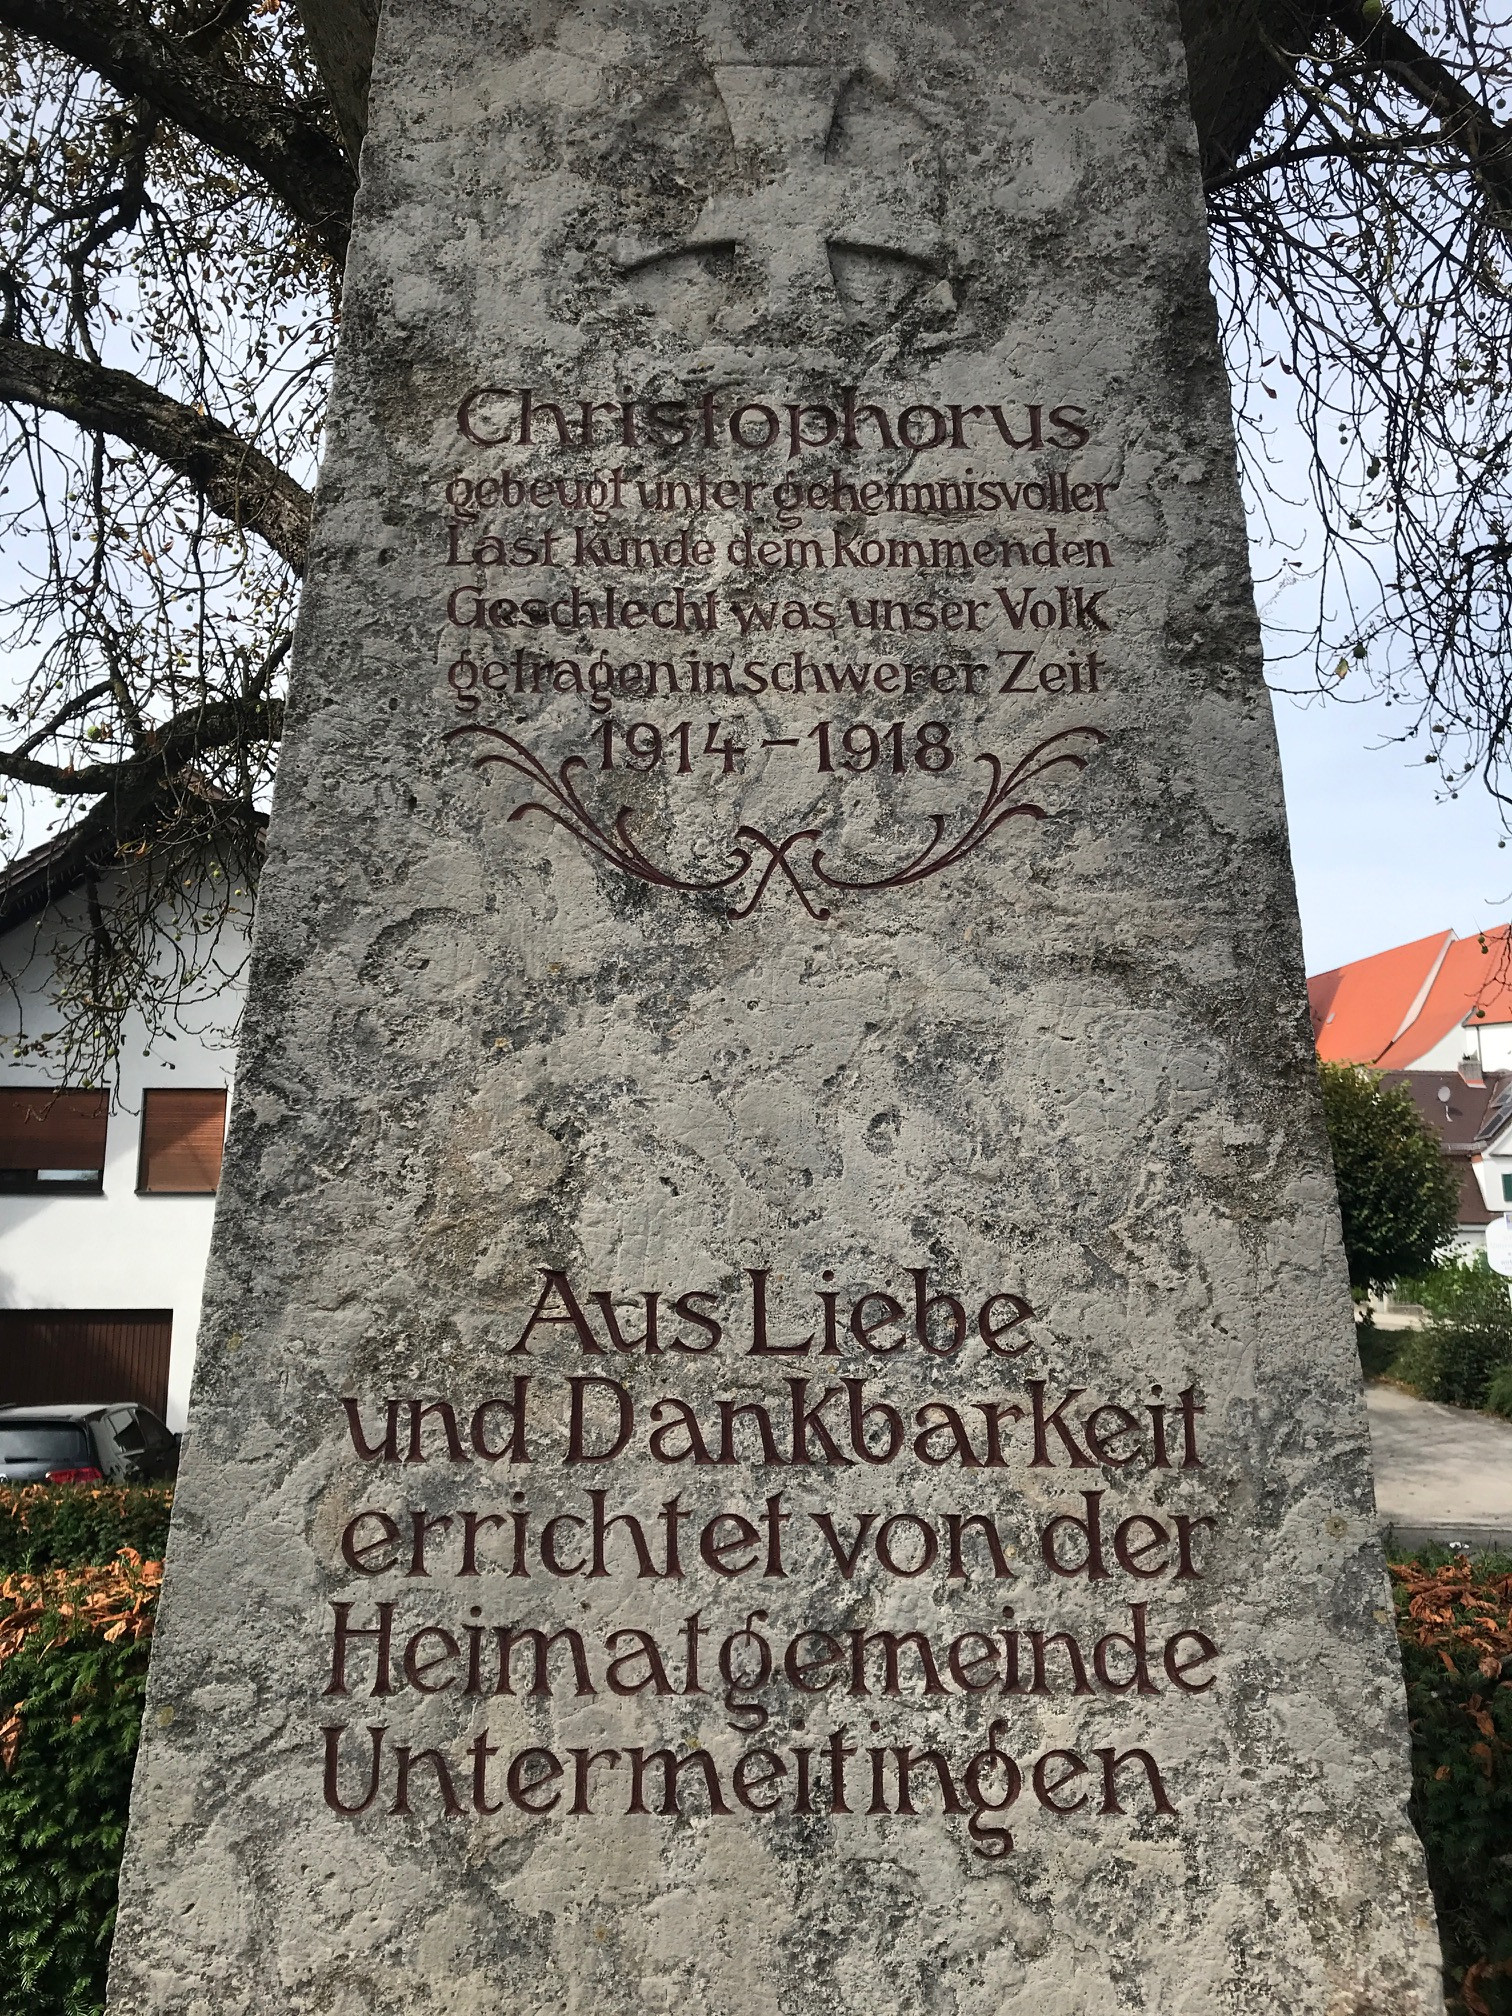 Christophorus
gebeugt unter geheimnisvoller
Last künde dem kommenden
Geschlecht was unser Volk
getragen in schwerer Zeit
1914-1918
Aus Liebe
und Dankbarkeit
errichtet von der
Heimatgemeinde
Untermeitingen